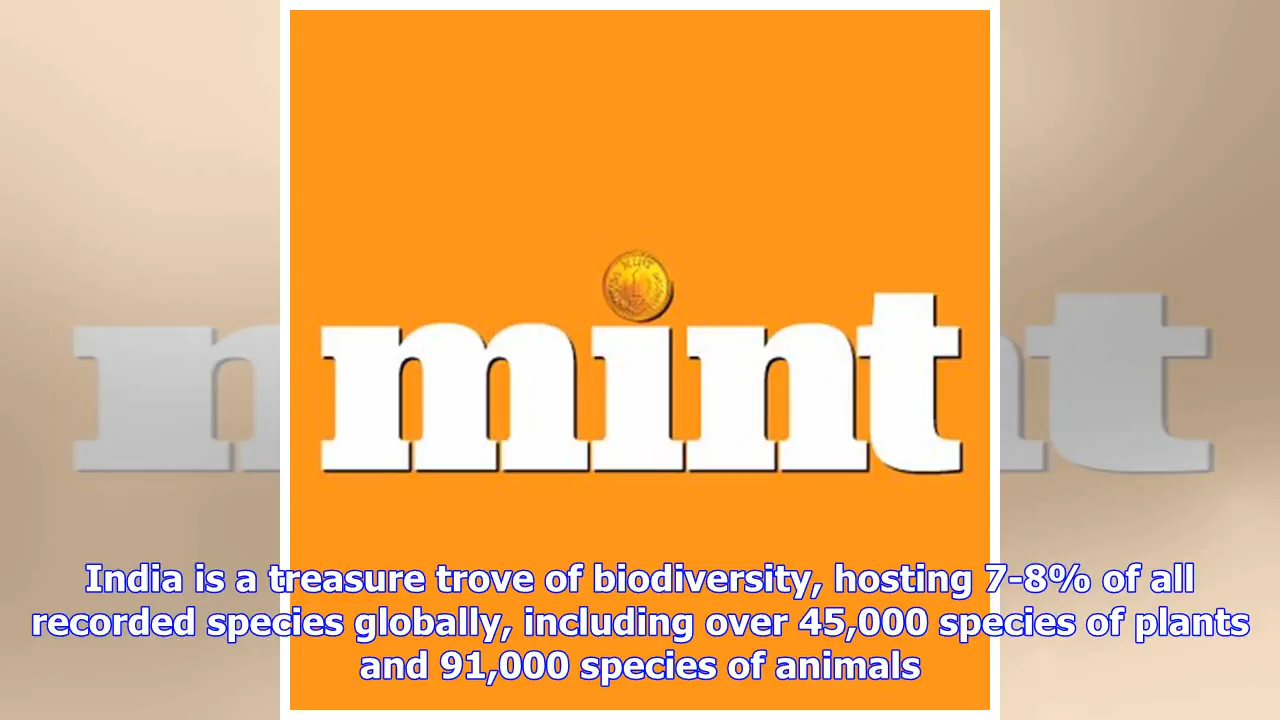 mint
India is a treasure trove of biodiversity, hosting 7-8% of all
recorded species globally, including over 45,000 species of plants
and 91,000 species of animals